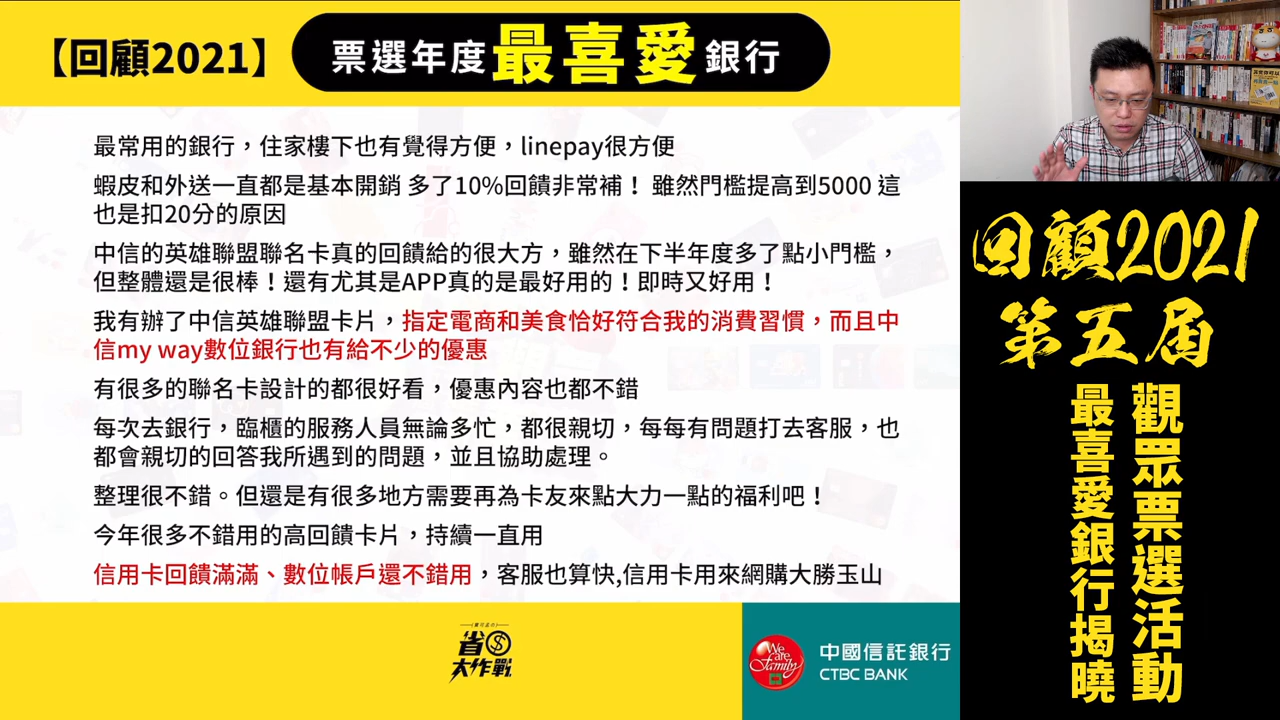 【回顧2021】
票選年度最喜愛銀行
最常用的銀行，住家樓下也有覺得方便，linepay很方便
蝦皮和外送一直都是基本開銷 多了10%回饋非常補！ 雖然門檻提高到5000 這
也是扣20分的原因
中信的英雄聯盟聯名卡真的回饋給的很大方，雖然在下半年度多了點小門檻，
但整體還是很棒！還有尤其是APP真的是最好用的！即時又好用！
我有辦了中信英雄聯盟卡片，指定電商和美食恰好符合我的消費習慣，而且中
信my way數位銀行也有給不少的優惠
有很多的聯名卡設計的都很好看，優惠內容也都不錯
每次去銀行，臨櫃的服務人員無論多忙，都很親切，每每有問題打去客服，也
都會親切的回答我所遇到的問題，並且協助處理。
整理很不錯。但還是有很多地方需要再為卡友來點大力一點的福利吧！
今年很多不錯用的高回饋卡片，持續一直用
信用卡回饋滿滿、數位帳戶還不錯用，客服也算快,信用卡用來網購大勝玉山
省
大作戰
We are Family
中國信託銀行
CTBC BANK
回顧2021
第五屆
觀眾票選活動
最喜愛銀行揭曉